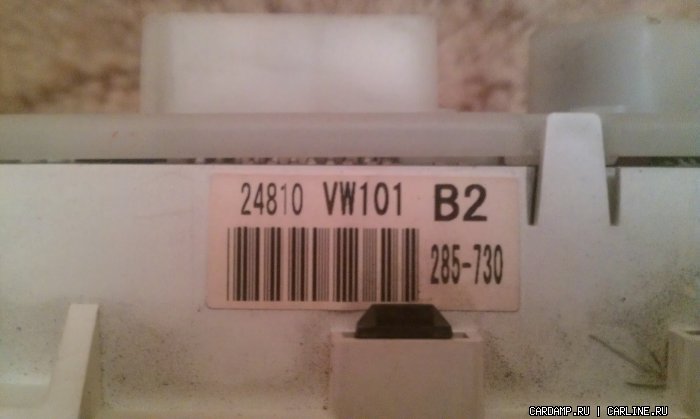 24810 VW101 B2
285-730
CARDAMP.RU | CARLINE.RU